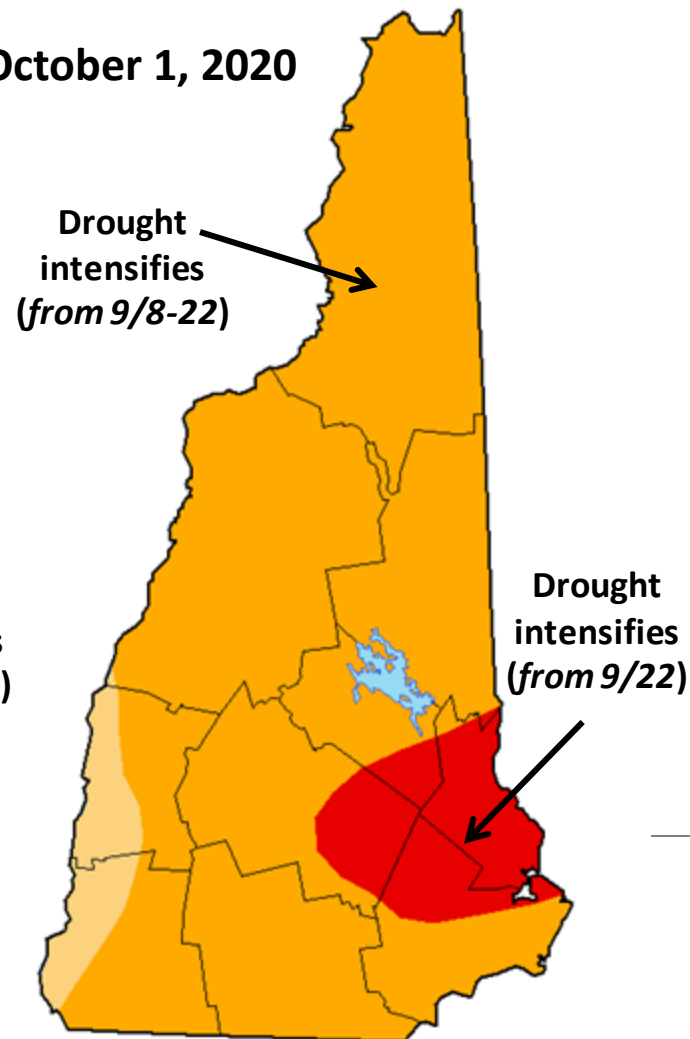 October 1, 2020
Drought
intensifies
(from 9/8-22)
Drought
intensifies
(from 9/22)
s
)